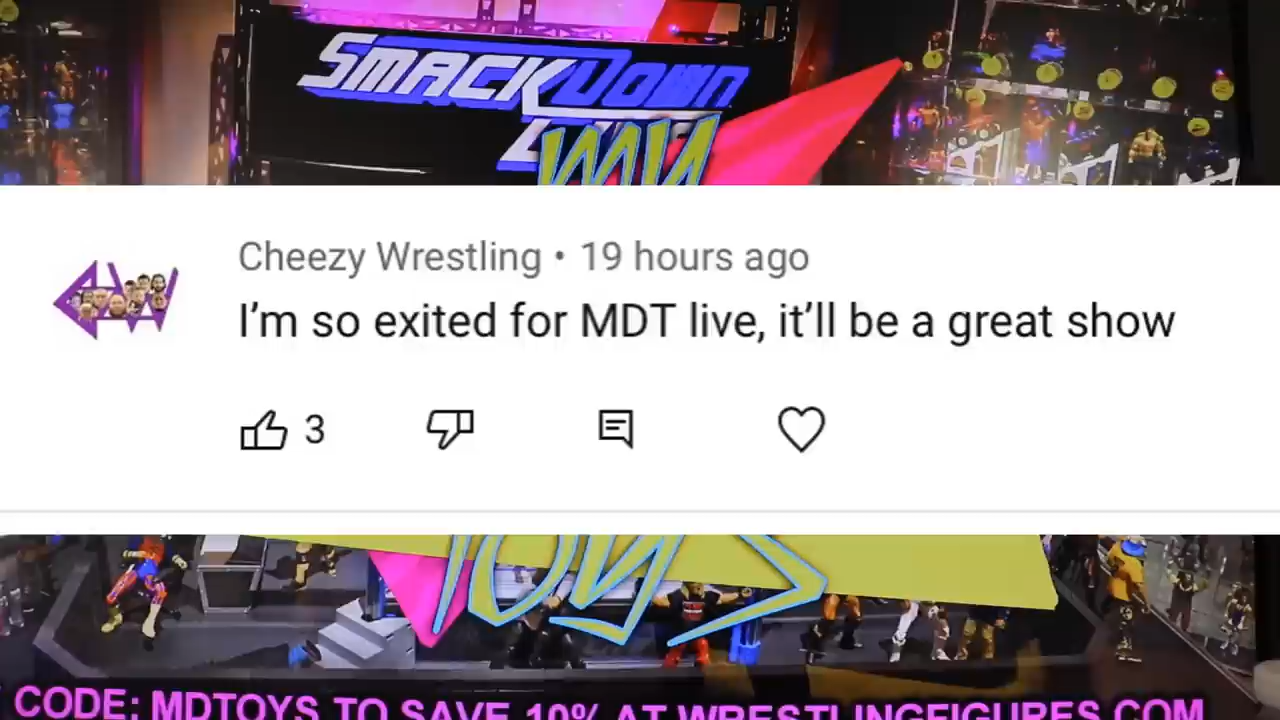 SMACKDOWN
Cheezy Wrestling • 19 hours ago
I'm so exited for MDT live, it'll be a great show
3
TOYS
CODE: MDTOYS TO SAVE 10% AT WRESTLINGFIGURES.COM